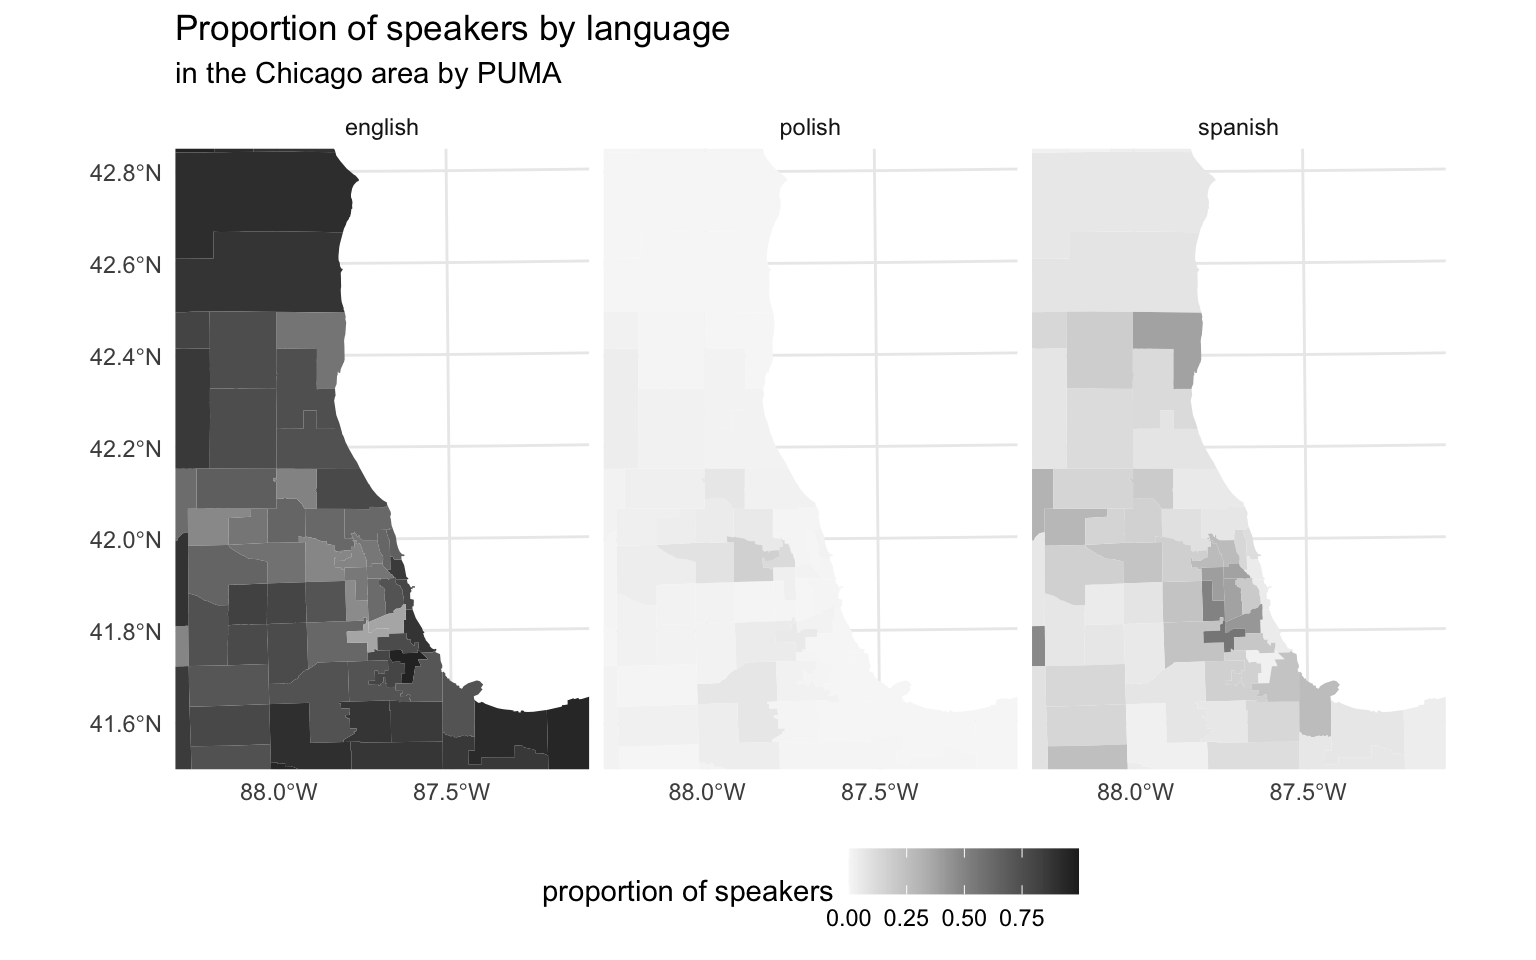 Proportion of speakers by language
in the Chicago area by PUMA
english polish spanish
42.8°N
42.6°N
42.4°N
42.2°N
42.0°N
41.8°N
41.6°N
88.0°W 87.5°W 88.0°W 87.5°W 88.0°W 87.5°W
proportion of speakers
0.00 0.25 0.50 0.75